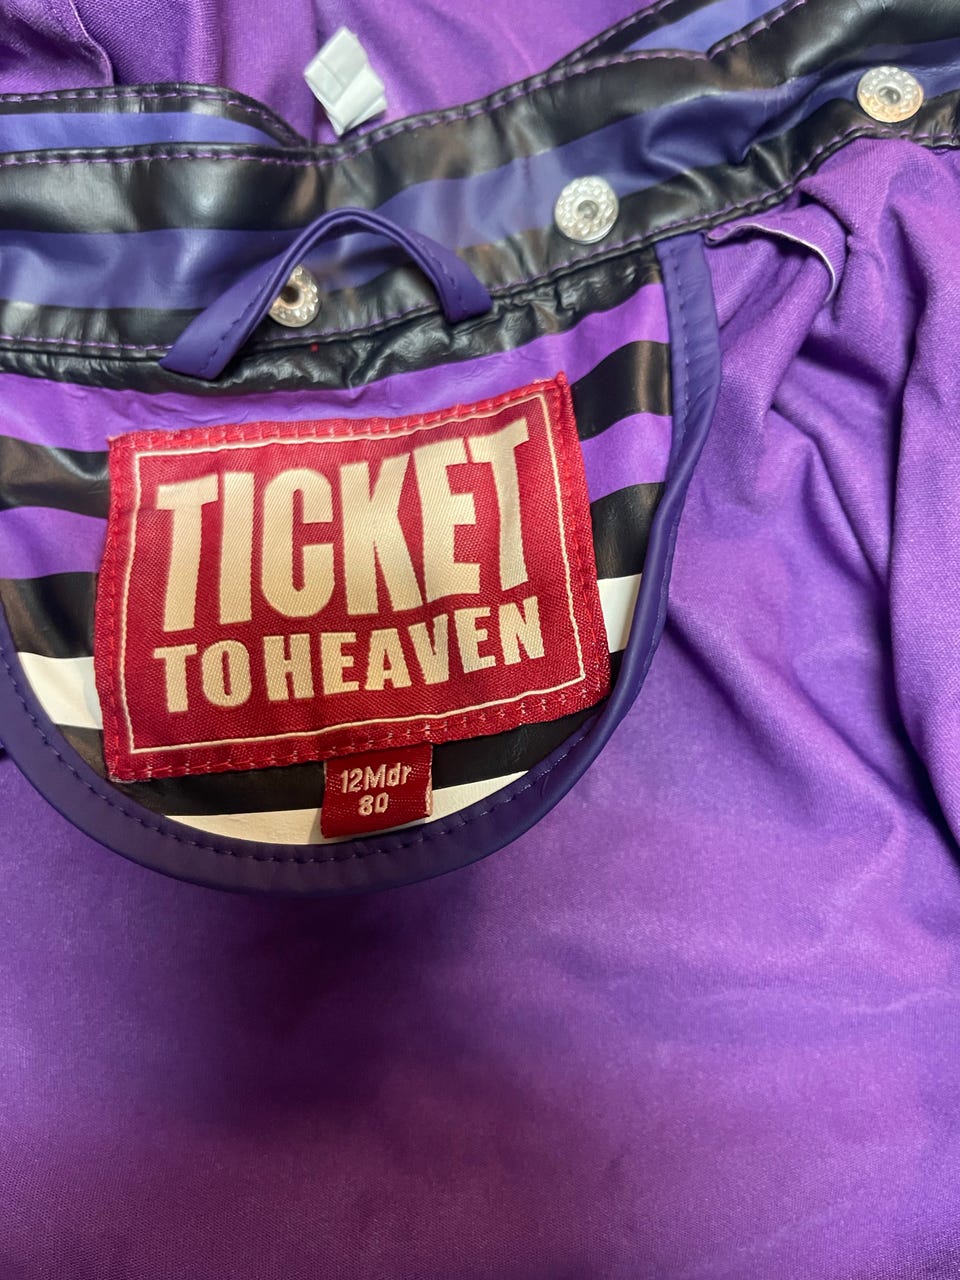 TICKET
TO HEAVEN
12Mdr
80